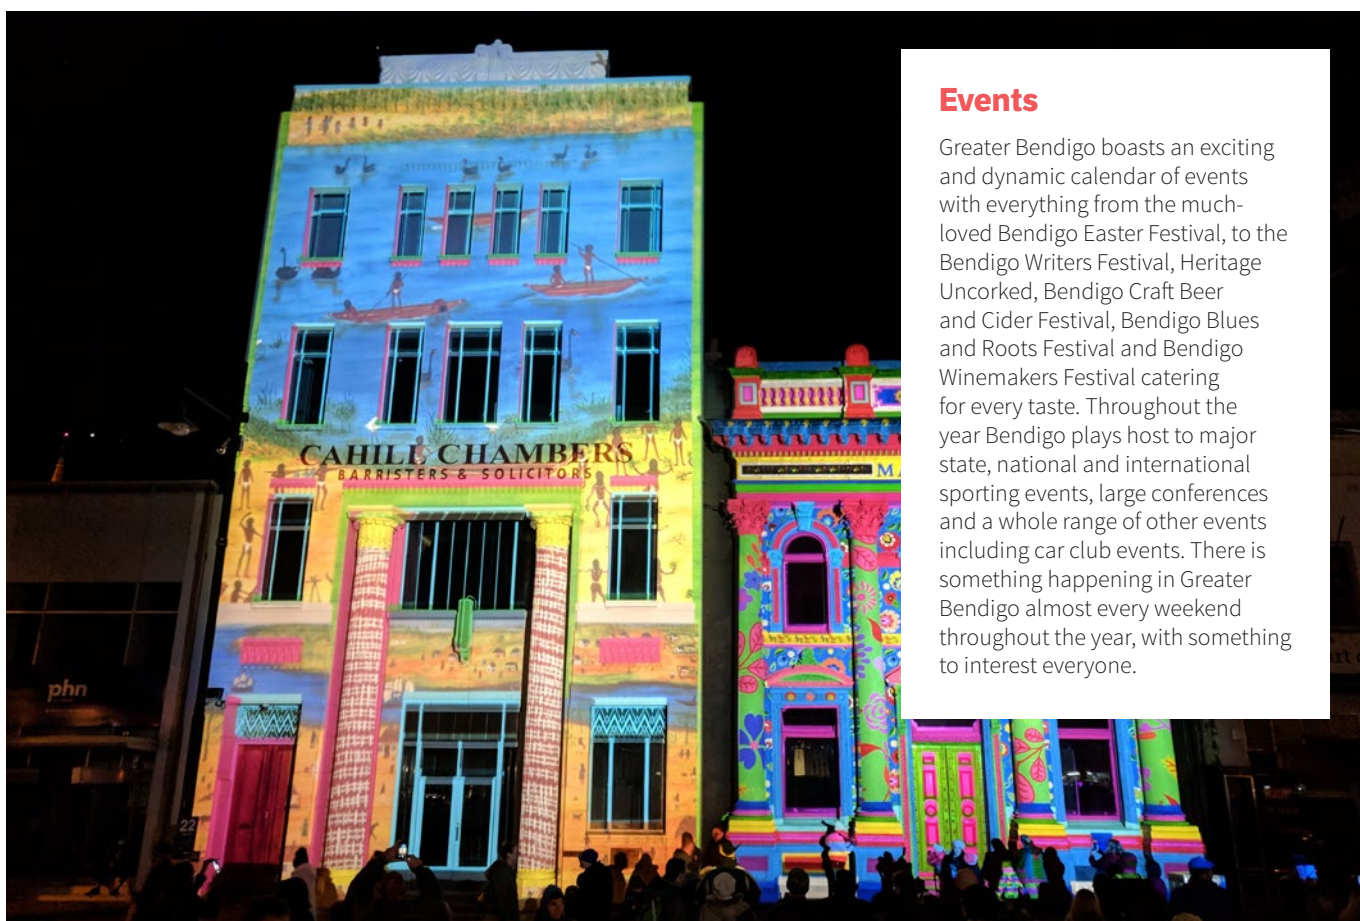 Events
Greater Bendigo boasts an exciting
and dynamic calendar of events
with everything from the much-
loved Bendigo Easter Festival, to the
Bendigo Writers Festival, Heritage
Uncorked, Bendigo Craft Beer
and Cider Festival, Bendigo Blues
and Roots Festival and Bendigo
Winemakers Festival catering
for every taste. Throughout the
year Bendigo plays host to major
state, national and international
sporting events, large conferences
and a whole range of other events
including car club events. There is
something happening in Greater
Bendigo almost every weekend
throughout the year, with something
to interest everyone.
CAHILL CHAMBERS
BARRISTERS & SOLICITORS
phn
22